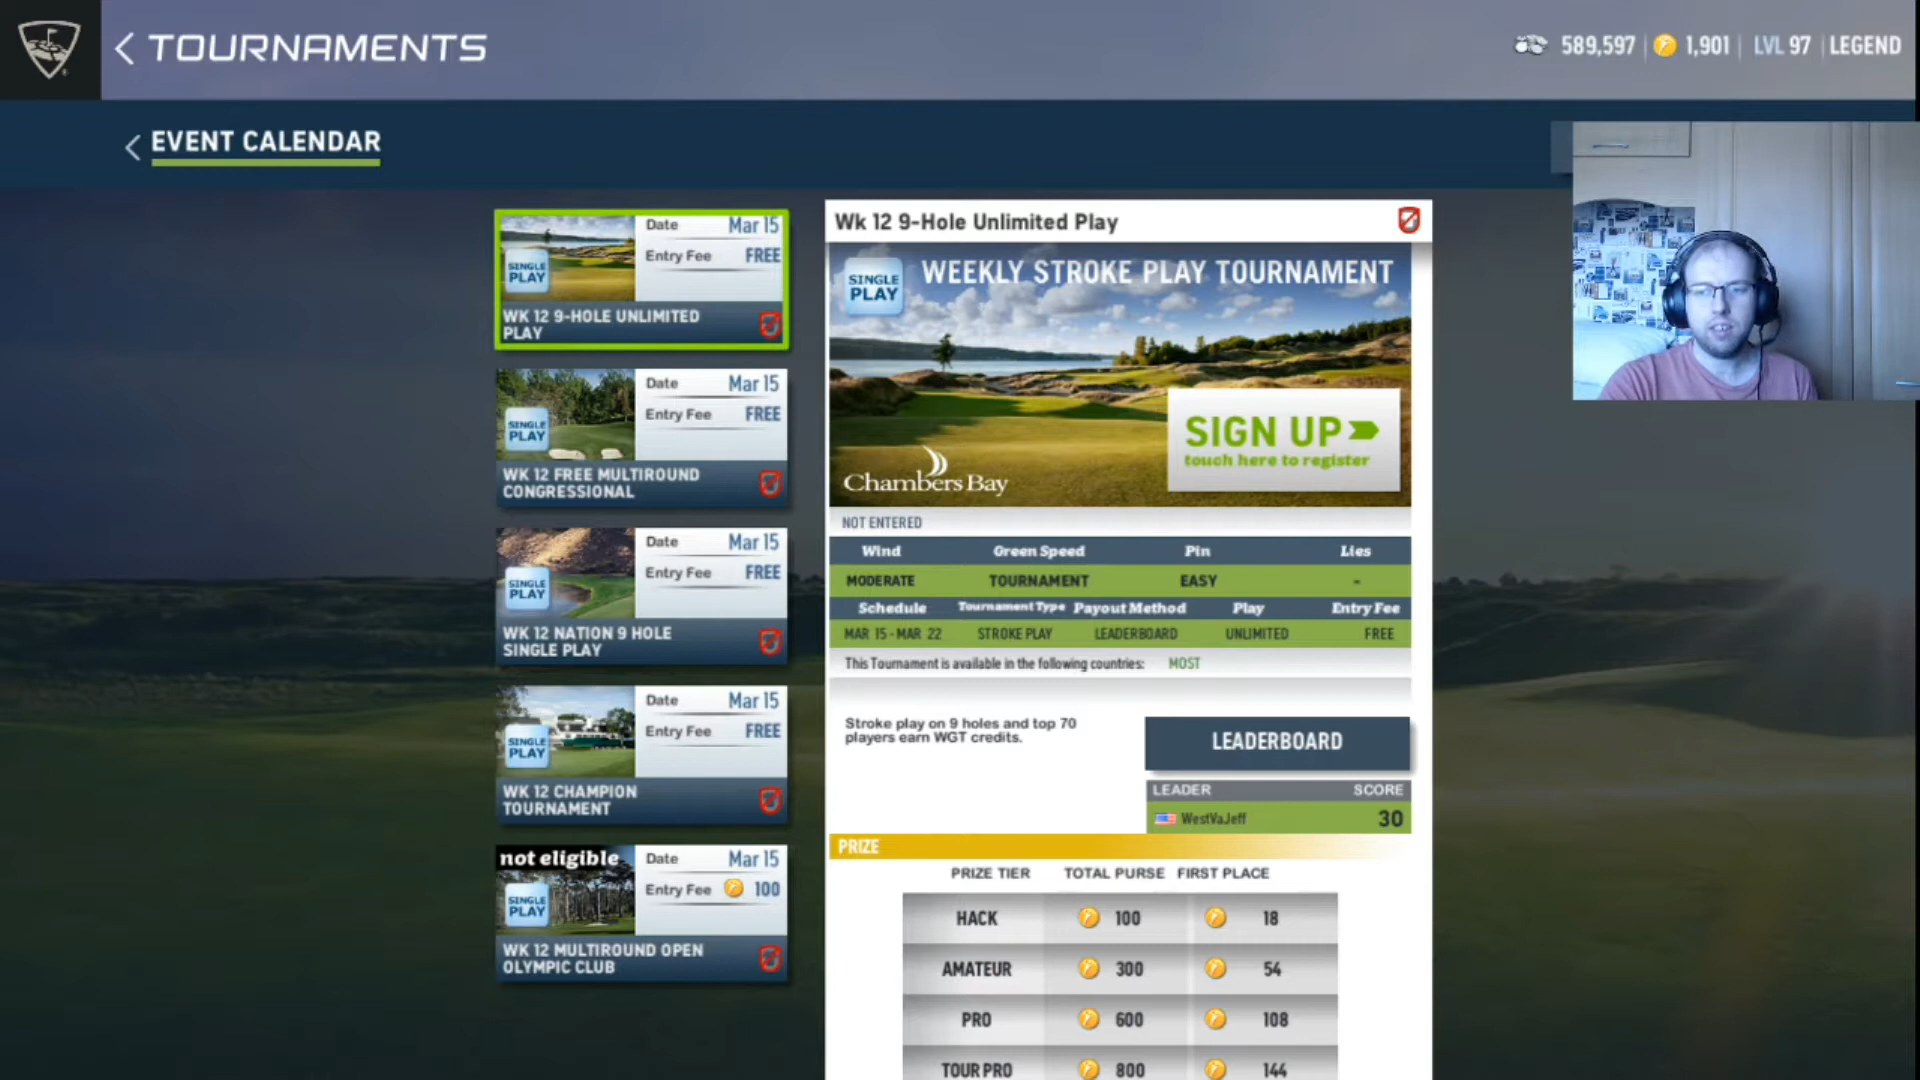 TOURNAMENTS
589,597
1,901
LVL 97
LEGEND
EVENT CALENDAR
SINGLE
PLAY
Date Mar 15
Entry Fee FREE
WK 12 9-HOLE UNLIMITED
PLAY
SINGLE
PLAY
Date Mar 15
Entry Fee FREE
WK 12 FREE MULTIROUND
CONGRESSIONAL
SINGLE
PLAY
Date Mar 15
Entry Fee FREE
WK 12 NATION 9 HOLE
SINGLE PLAY
SINGLE
PLAY
Date Mar 15
Entry Fee FREE
WK 12 CHAMPION
TOURNAMENT
not eligible
SINGLE
PLAY
Date Mar 15
Entry Fee 100
WK 12 MULTIROUND OPEN
OLYMPIC CLUB
Wk 12 9-Hole Unlimited Play
SINGLE
PLAY
WEEKLY STROKE PLAY TOURNAMENT
SIGN UP
touch here to register
Chambers Bay
NOT ENTERED
Wind Green Speed Pin Lies
MODERATE TOURNAMENT EASY -
Schedule Tournament Type Payout Method Play Entry Fee
MAR 15 - MAR 22 STROKE PLAY LEADERBOARD UNLIMITED FREE
This Tournament is available in the following countries: MOST
Stroke play on 9 holes and top 70
players earn WGT credits.
LEADERBOARD
LEADER SCORE
WestVaJeff 30
PRIZE
PRIZE TIER TOTAL PURSE FIRST PLACE
HACK 100 18
AMATEUR 300 54
PRO 600 108
TOUR PRO 800 144